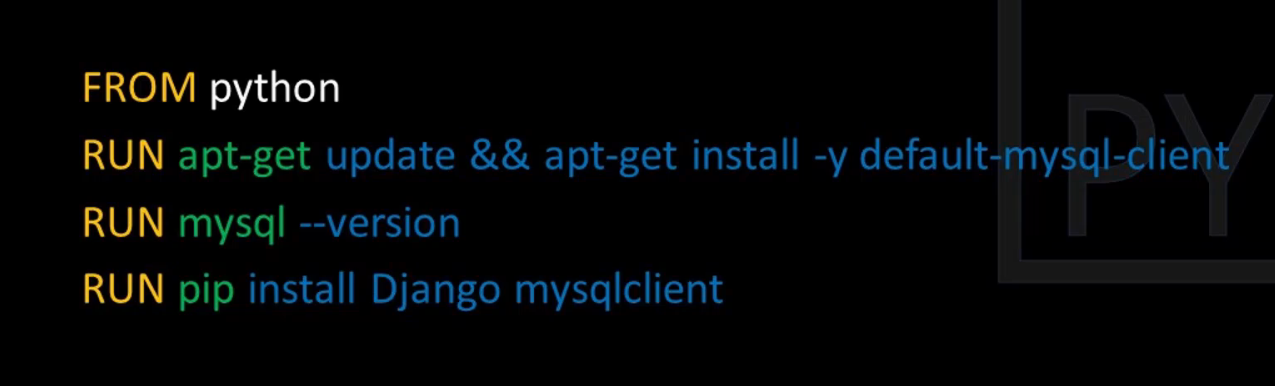 FROM python
RUN apt-get update && apt-get install -y default-mysql-client
RUN mysql --version
RUN pip install Django mysqlclient
PY